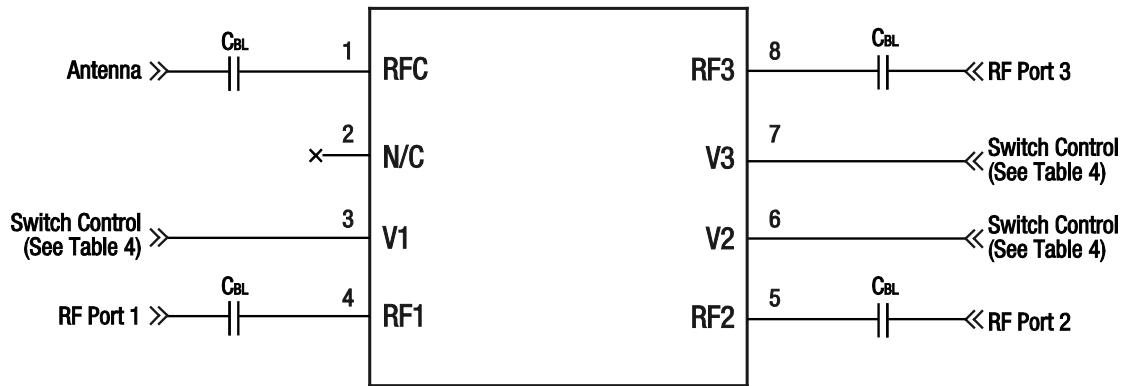 CBL
1
Antenna
RFC
2
N/C
Switch Control
(See Table 4)
3
V1
CBL
4
RF Port 1
RF1
CBL
8
RF3
RF Port 3
7
V3
Switch Control
(See Table 4)
6
V2
Switch Control
(See Table 4)
CBL
5
RF2
RF Port 2